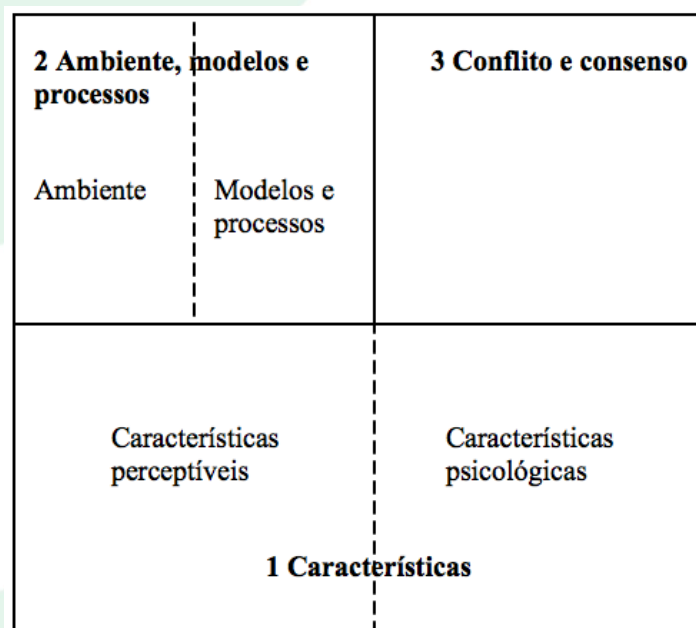 2 Ambiente, modelos e
processos
3 Conflito e consenso
Ambiente
Modelos e
processos
Características
perceptíveis
Características
psicológicas
1 Características